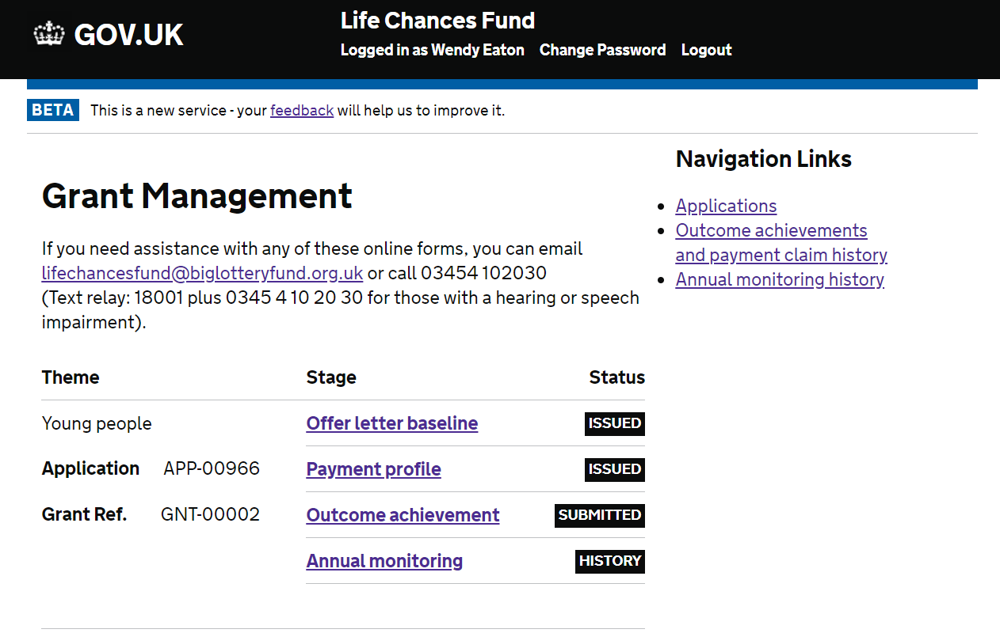 GOV.UK
Life Chances Fund
Logged in as Wendy Eaton Change Password Logout
BETA This is a new service - your feedback will help us to improve it.
Grant Management
If you need assistance with any of these online forms, you can email
lifechancesfund@biglotteryfund.org.uk or call 03454 102030
(Text relay: 18001 plus 0345 4 10 20 30 for those with a hearing or speech
impairment).
Theme Stage Status
Young people Offer letter baseline ISSUED
Application APP-00966 Payment profile ISSUED
Grant Ref. GNT-00002 Outcome achievement SUBMITTED
Annual monitoring HISTORY
Navigation Links
Applications
Outcome achievements
and payment claim history
Annual monitoring history